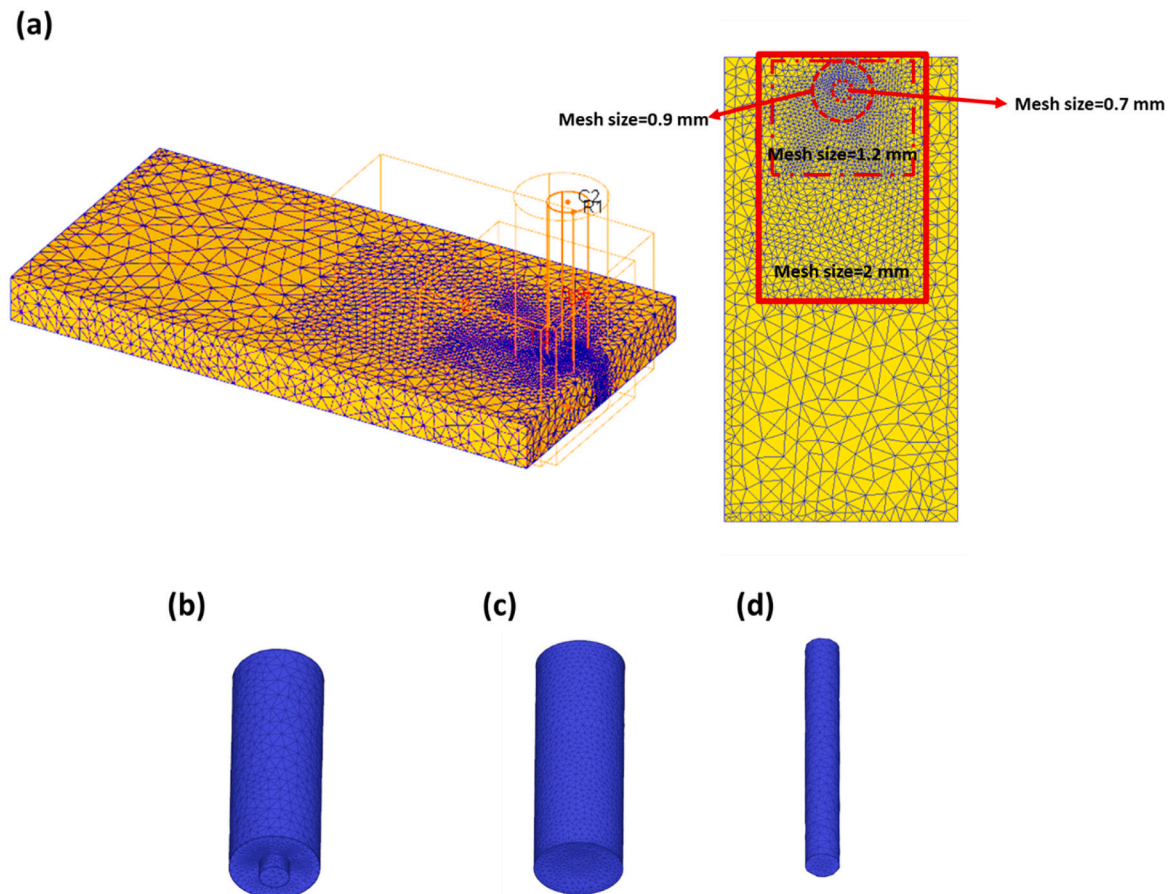 (a)
Mesh size=0.9 mm
Mesh size=0.7 mm
Mesh size=1.2 mm
Mesh size=2 mm
C2
R1
(b)
(c)
(d)